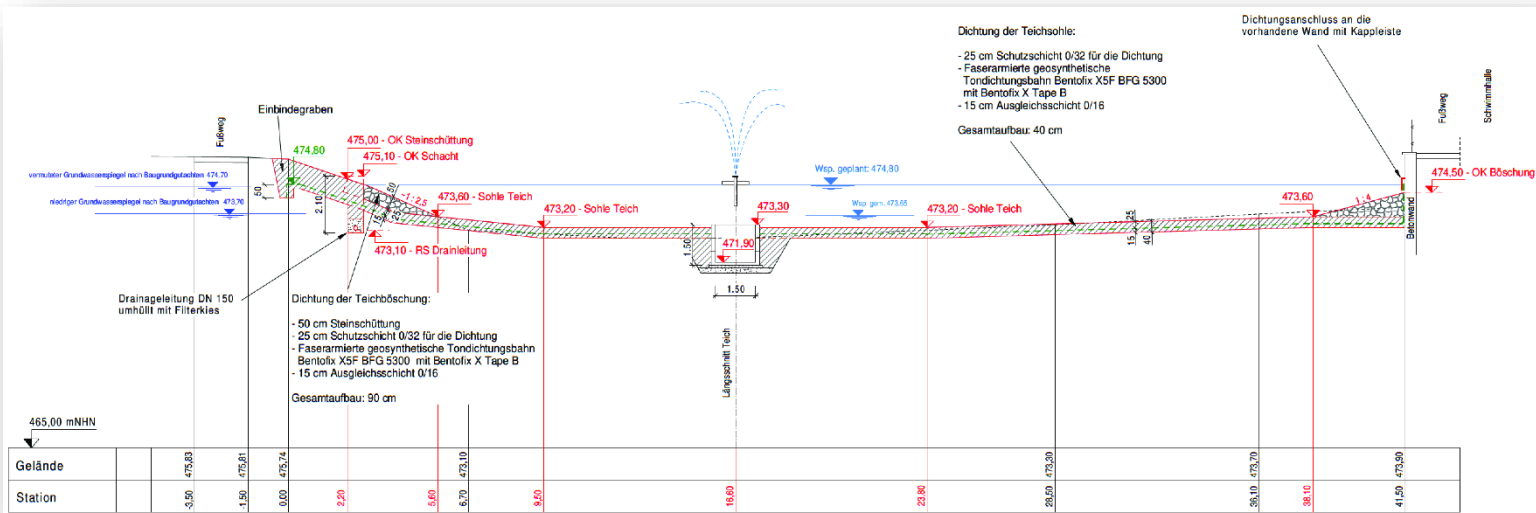 Dichtungsanschluss an die
vorhandene Wand mit Kappleiste
Dichtung der Teichsohle:
- 25 cm Schutzschicht 0/32 für die Dichtung
- Faserarmierte geosynthetische
Tondichtungsbahn Bentofix X5F BFG 5300
mit Bentofix X Tape B
- 15 cm Ausgleichsschicht 0/16
Gesamtaufbau: 40 cm
Fußweg
Schwimmhalle
Einbindegraben
Fußweg
474,80
475,00 - OK Steinschüttung
475,10 - OK Schacht
vermuteter Grundwasserspiegel nach Baugrundgutachten 474,70
niedriger Grundwasserspiegel nach Baugrundgutachten 473,70
50
2.10
50
15
25
~1:2,5
473,60 - Sohle Teich
473,20 - Sohle Teich
473,10 - RS Drainleitung
Wsp. geplant: 474,80
Wsp. gem. 473,65
473,30
471,90
1.50
1.50
473,20 - Sohle Teich
25
15
40
473,60
1:4
474,50 - OK Böschung
Betonwand
Drainageleitung DN 150
umhüllt mit Filterkies
Dichtung der Teichböschung:
- 50 cm Steinschüttung
- 25 cm Schutzschicht 0/32 für die Dichtung
- Faserarmierte geosynthetische Tondichtungsbahn
Bentofix X5F BFG 5300 mit Bentofix X Tape B
- 15 cm Ausgleichsschicht 0/16
Gesamtaufbau: 90 cm
Längsschnitt Teich
465,00 mNHN
Gelände 475,83 475,81 475,74 473,10 473,30 473,70 473,90
Station -3,50 -1,50 0,00 2,20 5,60 6,70 9,50 16,60 23,80 28,50 36,10 38,10 41,50